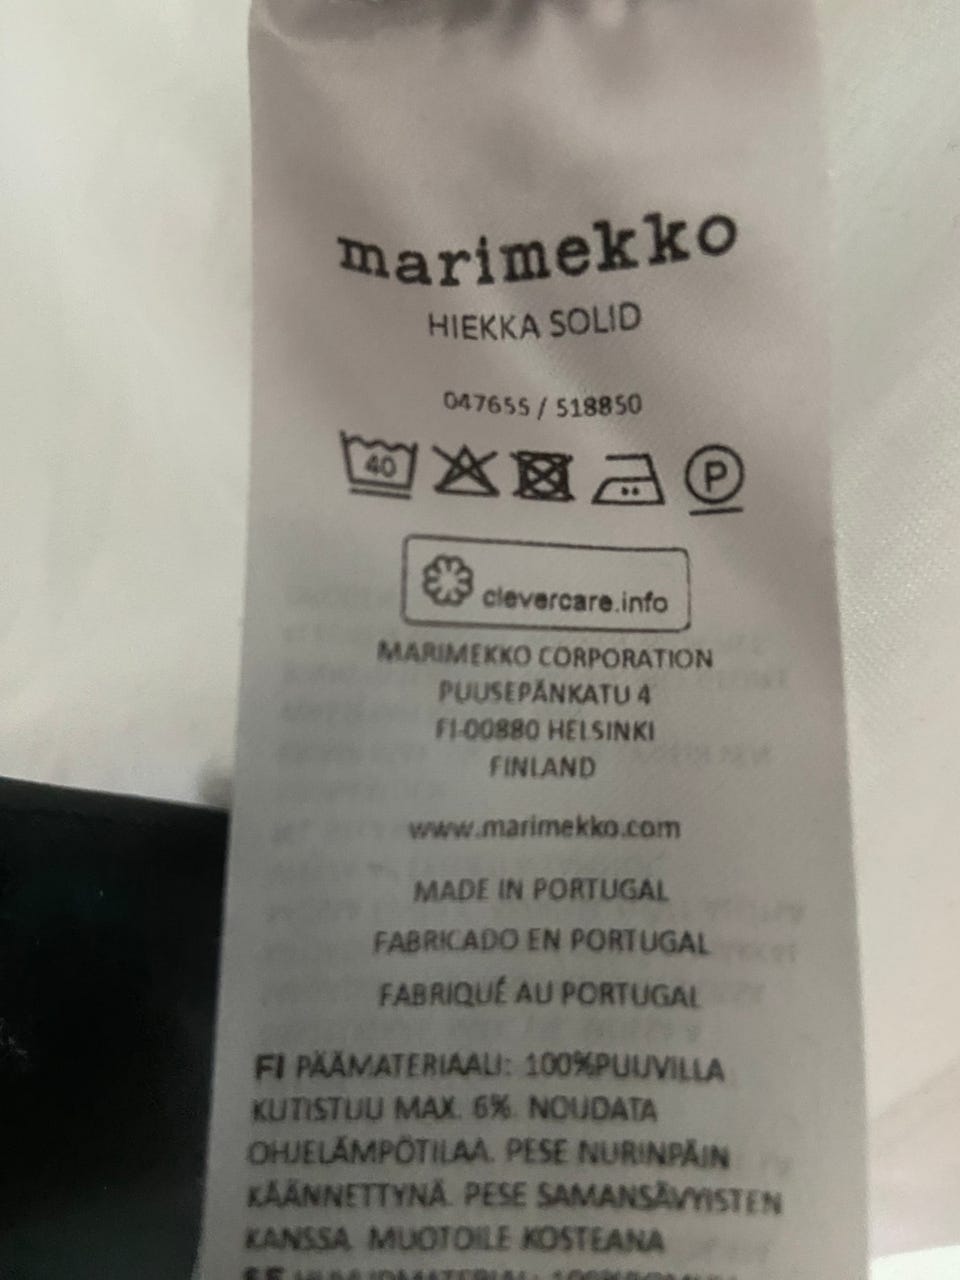 marimekko
HIEKKA SOLID
047655 / 518850
40
P
clevercare.info
MARIMEKKO CORPORATION
PUUSEPÄNKATU 4
FI-00880 HELSINKI
FINLAND
www.marimekko.com
MADE IN PORTUGAL
FABRICADO EN PORTUGAL
FABRIQUÉ AU PORTUGAL
FI PÄÄMATERIAALI: 100%PUUVILLA
KUTISTUU MAX. 6% NOUDATA
OHJELÄMPÖTILAA. PESE NURINPÄIN
KÄÄNNETTYNÄ. PESE SAMANSÄVYISTEN
KANSSA. MUOTOILE KOSTEANA